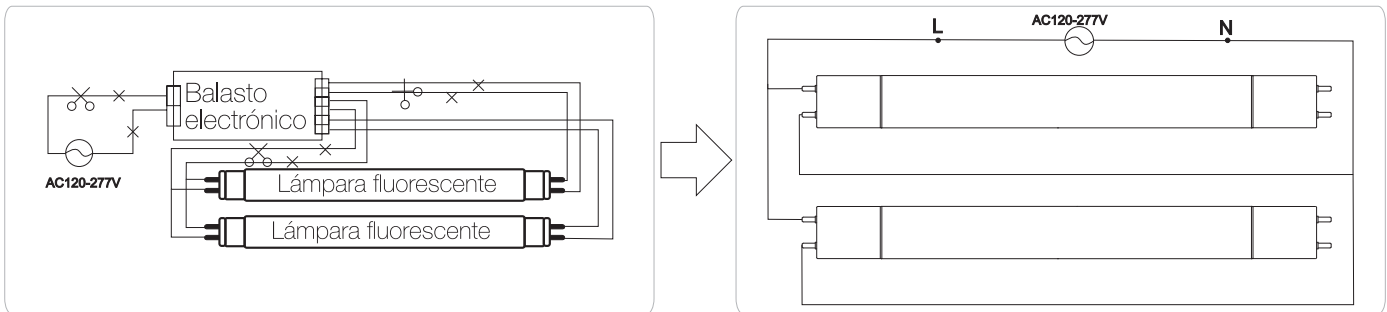 Balasto
electrónico
AC120-277V
Lámpara fluorescente
Lámpara fluorescente
AC120-277V
L
N